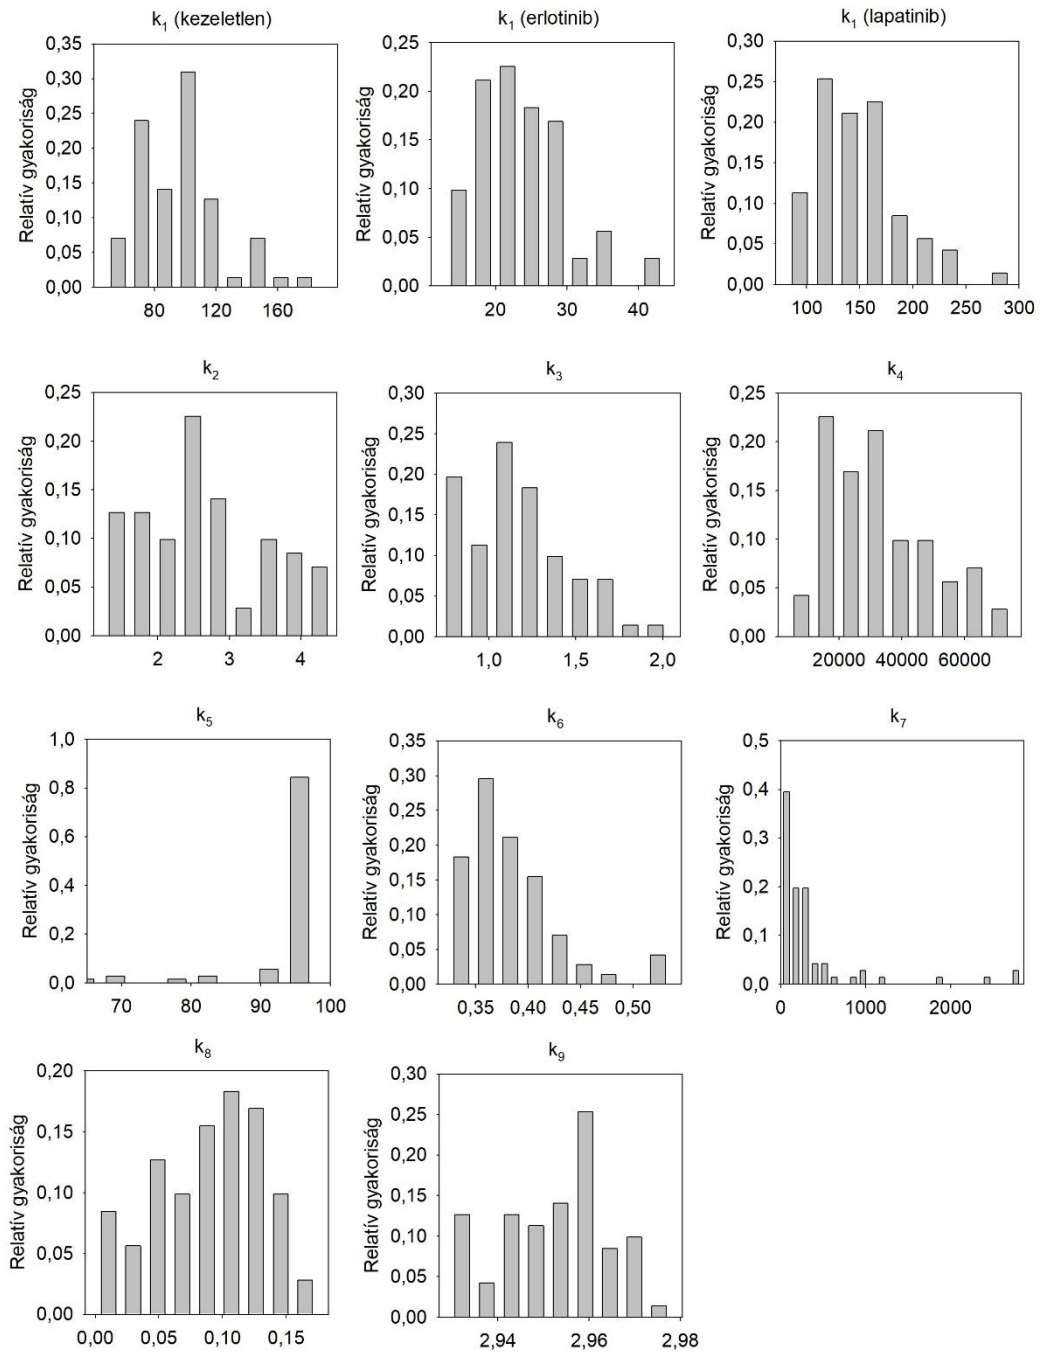 k₁ (kezeletlen)
Relatív gyakoriság
0,35
0,30
0,25
0,20
0,15
0,10
0,05
0,00
80 120 160
k₁ (erlotinib)
Relatív gyakoriság
0,25
0,20
0,15
0,10
0,05
0,00
20 30 40
k₁ (lapatinib)
Relatív gyakoriság
0,30
0,25
0,20
0,15
0,10
0,05
0,00
100 150 200 250 300
k₂
Relatív gyakoriság
0,25
0,20
0,15
0,10
0,05
0,00
2 3 4
k₃
Relatív gyakoriság
0,30
0,25
0,20
0,15
0,10
0,05
0,00
1,0 1,5 2,0
k₄
Relatív gyakoriság
0,25
0,20
0,15
0,10
0,05
0,00
20000 40000 60000
k₅
Relatív gyakoriság
1,0
0,8
0,6
0,4
0,2
0,0
70 80 90 100
k₆
Relatív gyakoriság
0,35
0,30
0,25
0,20
0,15
0,10
0,05
0,00
0,35 0,40 0,45 0,50
k₇
Relatív gyakoriság
0,5
0,4
0,3
0,2
0,1
0,0
0 1000 2000
k₈
Relatív gyakoriság
0,20
0,15
0,10
0,05
0,00
0,00 0,05 0,10 0,15
k₉
Relatív gyakoriság
0,30
0,25
0,20
0,15
0,10
0,05
0,00
2,94 2,96 2,98